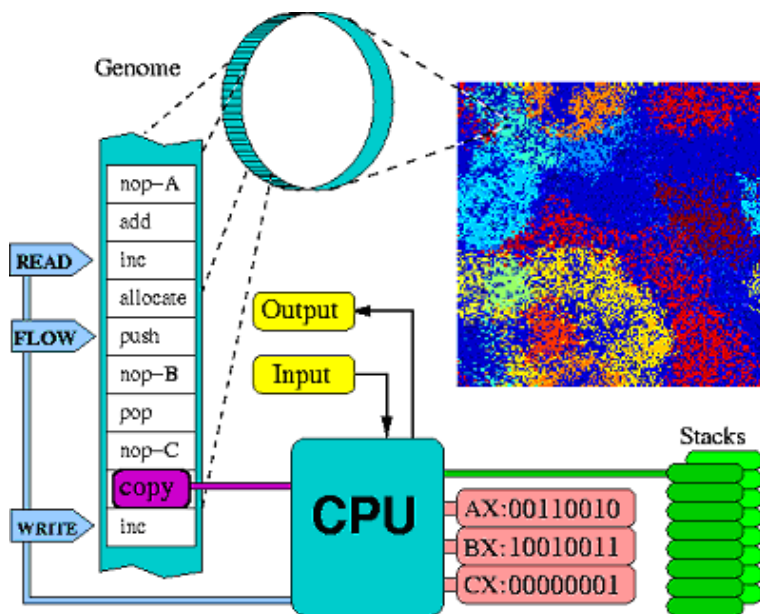 Genome
nop-A
add
READ
inc
allocate
Output
FLOW
push
Input
nop-B
pop
nop-C
Stacks
copy
CPU
AX:00110010
WRITE
inc
BX:10010011
CX:00000001